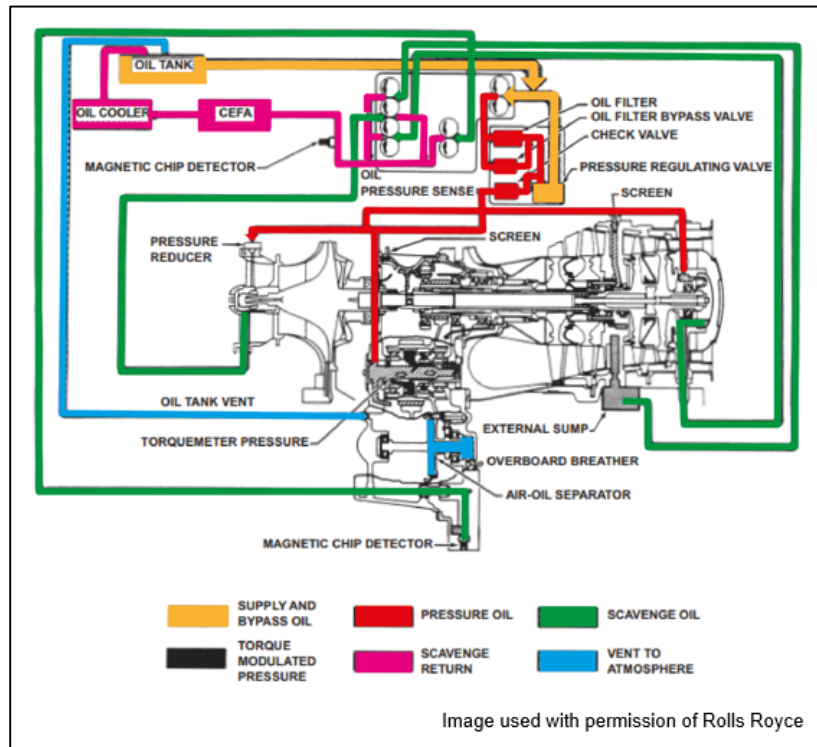 OIL TANK
OIL COOLER
CEFA
MAGNETIC CHIP
DETECTOR
OIL
PRESSURE SENSE
OIL FILTER
OIL FILTER BYPASS VALVE
CHECK VALVE
PRESSURE REGULATING VALVE
SCREEN
SCREEN
PRESSURE
REDUCER
OIL TANK VENT
TORQUEMETER PRESSURE
EXTERNAL SUMP
OVERBOARD BREATHER
AIR-OIL SEPARATOR
MAGNETIC CHIP DETECTOR
SUPPLY AND
BYPASS OIL
PRESSURE OIL
SCAVENGE OIL
TORQUE
MODULATED
PRESSURE
SCAVENGE
RETURN
VENT TO
ATMOSPHERE
Image used with permission of Rolls Royce